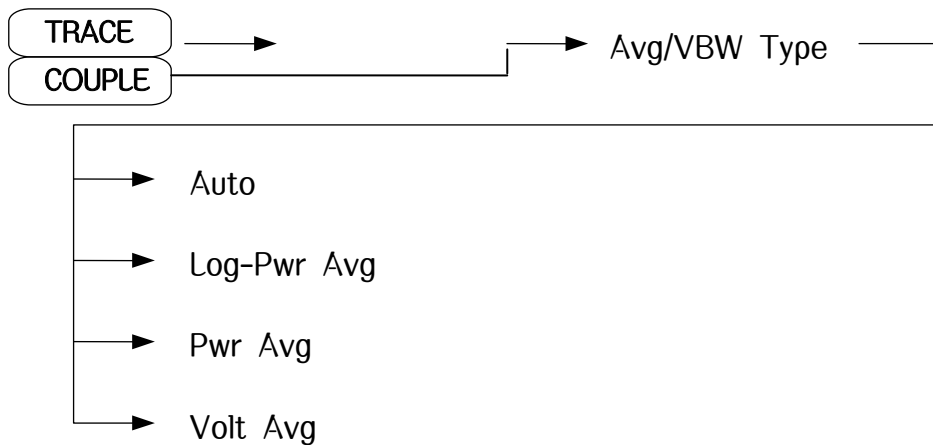 TRACE
COUPLE
Avg/VBW Type
Auto
Log-Pwr Avg
Pwr Avg
Volt Avg